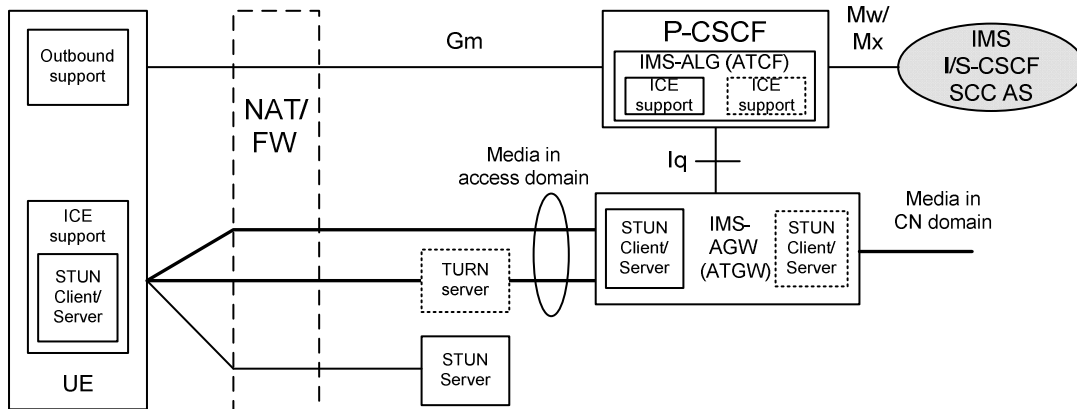 Outbound
support
ICE
support
STUN
Client/
Server
UE
NAT/
FW
Gm
P-CSCF
IMS-ALG (ATCF)
ICE
support
ICE
support
Mw/
Mx
IMS
I/S-CSCF
SCC AS
Iq
Media in
access domain
TURN
server
STUN
Server
STUN
Client/
Server
IMS-
AGW
(ATGW)
STUN
Client/
Server
Media in
CN domain